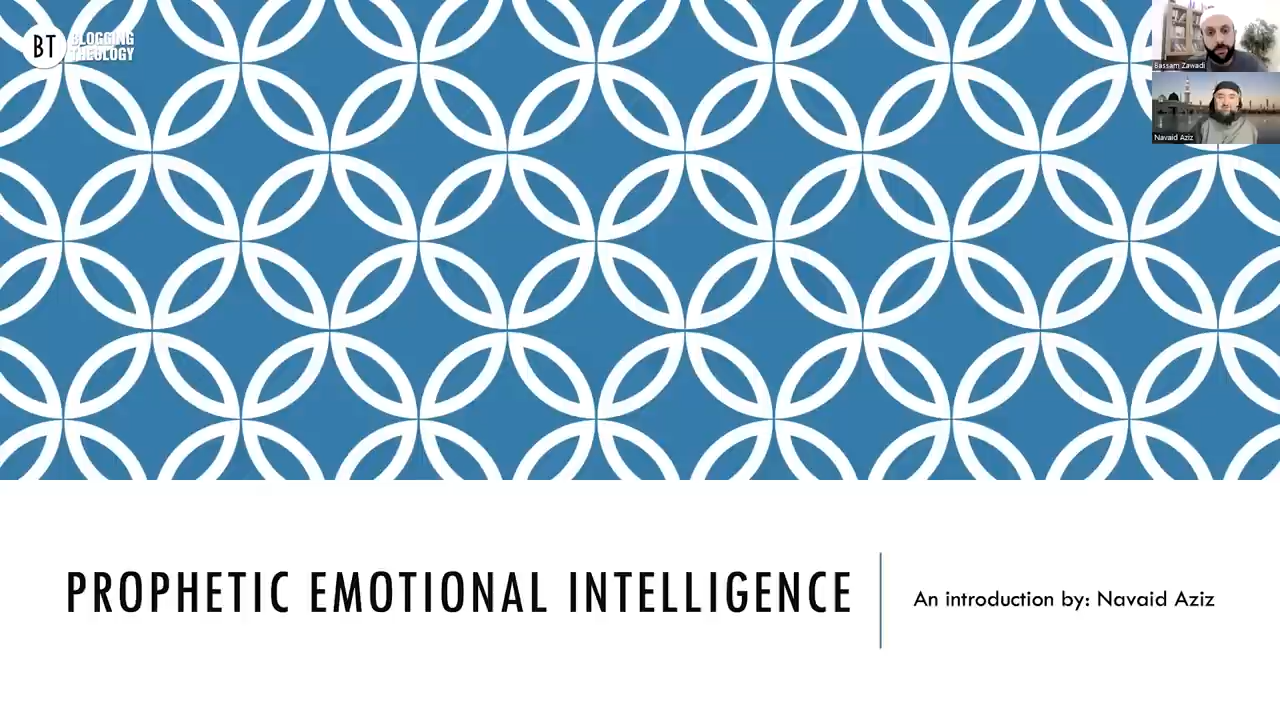 BT
BLOGGING
THEOLOGY
Bassam Zawadi
Navaid Aziz
PROPHETIC EMOTIONAL INTELLIGENCE
An introduction by: Navaid Aziz